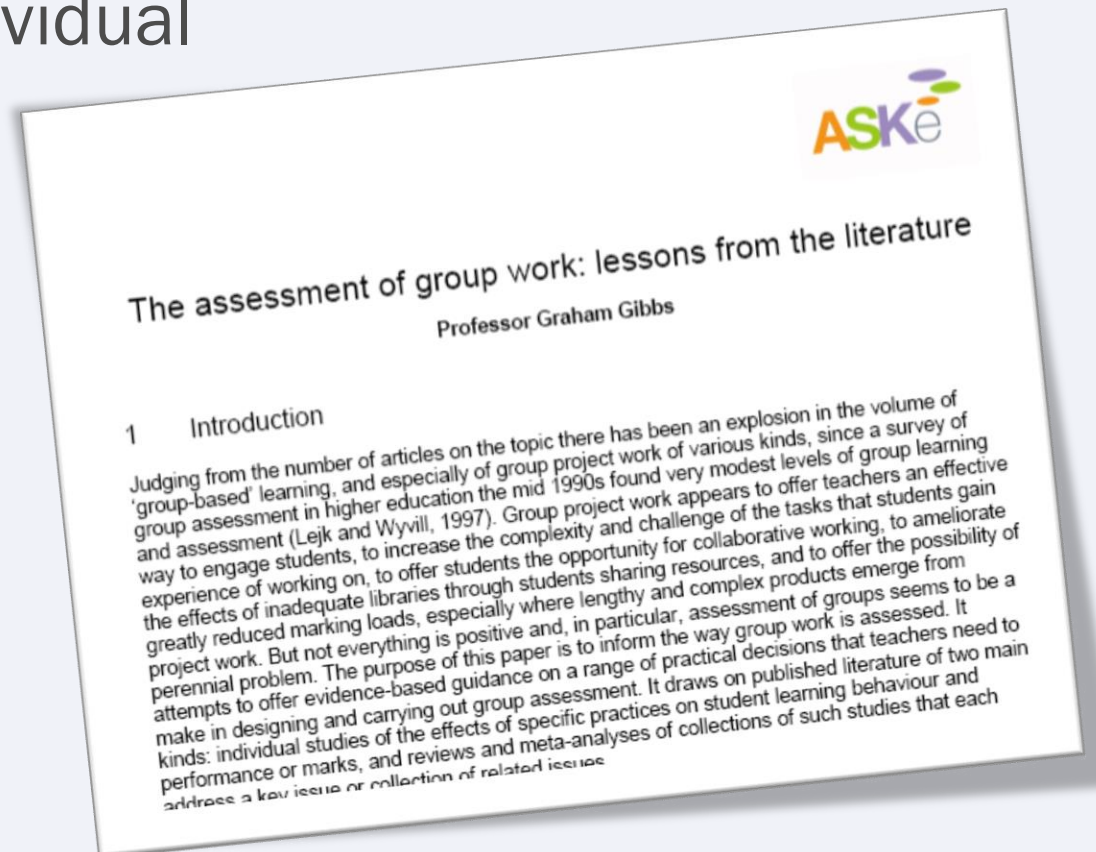 vidual
ASKe
The assessment of group work: lessons from the literature
Professor Graham Gibbs
1 Introduction
Judging from the number of articles on the topic there has been an explosion in the volume of
'group-based' learning, and especially of group project work of various kinds, since a survey of
group assessment in higher education the mid 1990s found very modest levels of group learning
and assessment (Lejk and Wyvill, 1997). Group project work appears to offer teachers an effective
way to engage students, to increase the complexity and challenge of the tasks that students gain
experience of working on, to offer students the opportunity for collaborative working, to ameliorate
the effects of inadequate libraries through students sharing resources, and to offer the possibility of
greatly reduced marking loads, especially where lengthy and complex products emerge from
project work. But not everything is positive and, in particular, assessment of groups seems to be a
perennial problem. The purpose of this paper is to inform the way group work is assessed. It
attempts to offer evidence-based guidance on a range of practical decisions that teachers need to
make in designing and carrying out group assessment. It draws on published literature of two main
kinds: individual studies of the effects of specific practices on student learning behaviour and
performance or marks, and reviews and meta-analyses of collections of such studies that each
address a key issue or collection of related issues